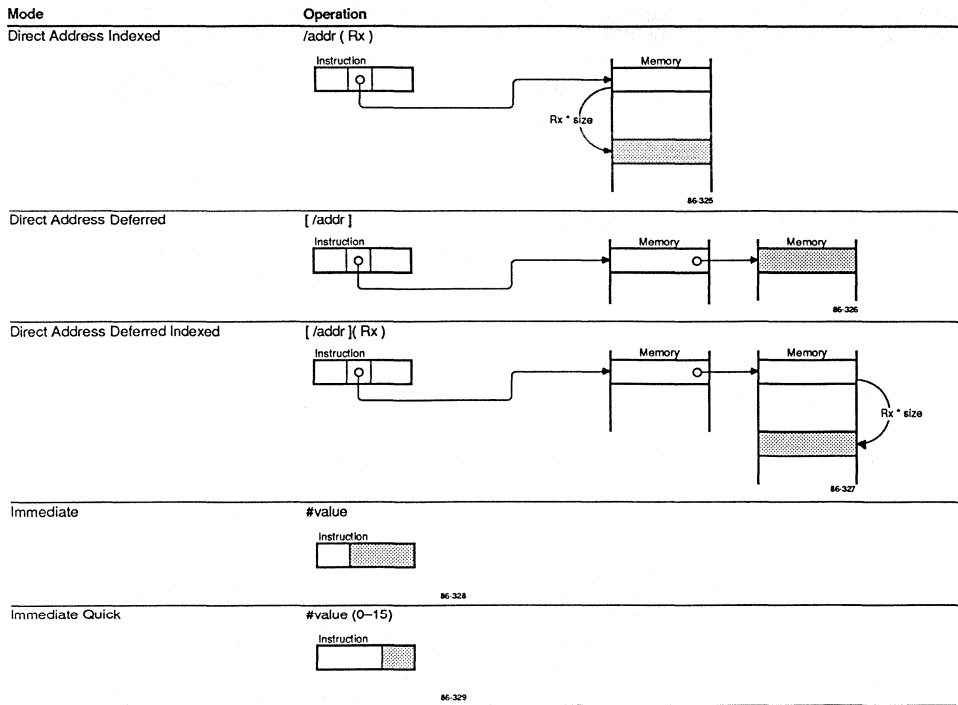 Mode Operation
Direct Address Indexed /addr ( Rx )
Instruction Memory
Rx * size
86-325
Direct Address Deferred [ /addr ]
Instruction Memory Memory
86-326
Direct Address Deferred Indexed [ /addr ]( Rx )
Instruction Memory Memory
Rx * size
86-327
Immediate #value
Instruction
86-328
Immediate Quick #value (0–15)
Instruction
86-329